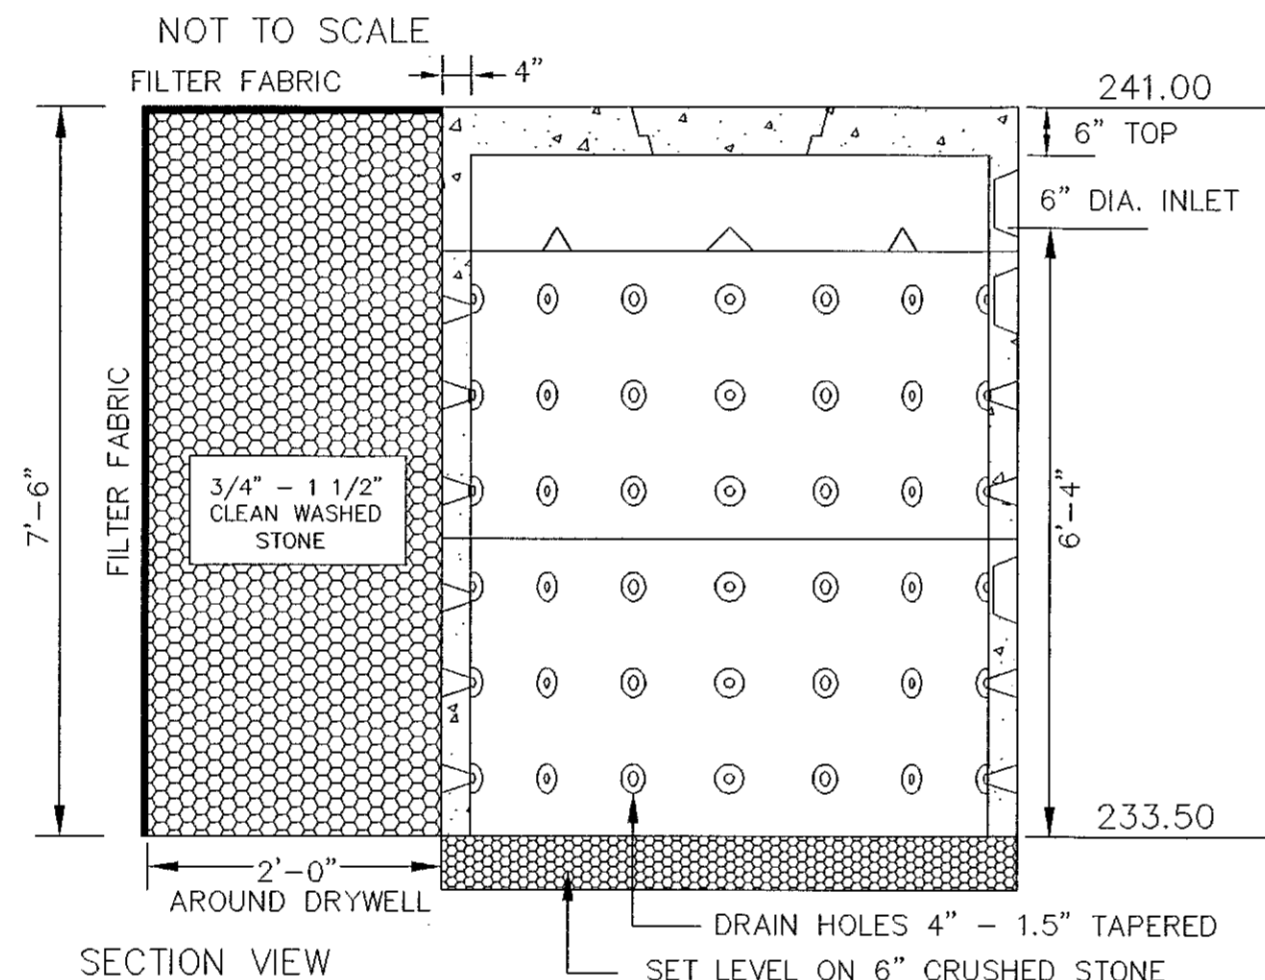 NOT TO SCALE
FILTER FABRIC
4"
241.00
6" TOP
6" DIA. INLET
7'-6"
FILTER FABRIC
3/4" - 1 1/2"
CLEAN WASHED
STONE
6'-4"
233.50
2'-0"
AROUND DRYWELL
DRAIN HOLES 4" - 1.5" TAPERED
SECTION VIEW
SET LEVEL ON 6" CRUSHED STONE